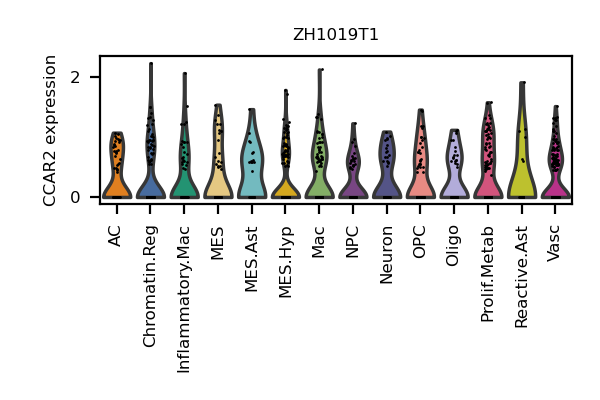 ZH1019T1
CCAR2 expression
2
0
AC
Chromatin.Reg
Inflammatory.Mac
MES
MES.Ast
MES.Hyp
Mac
NPC
Neuron
OPC
Oligo
Prolif.Metab
Reactive.Ast
Vasc